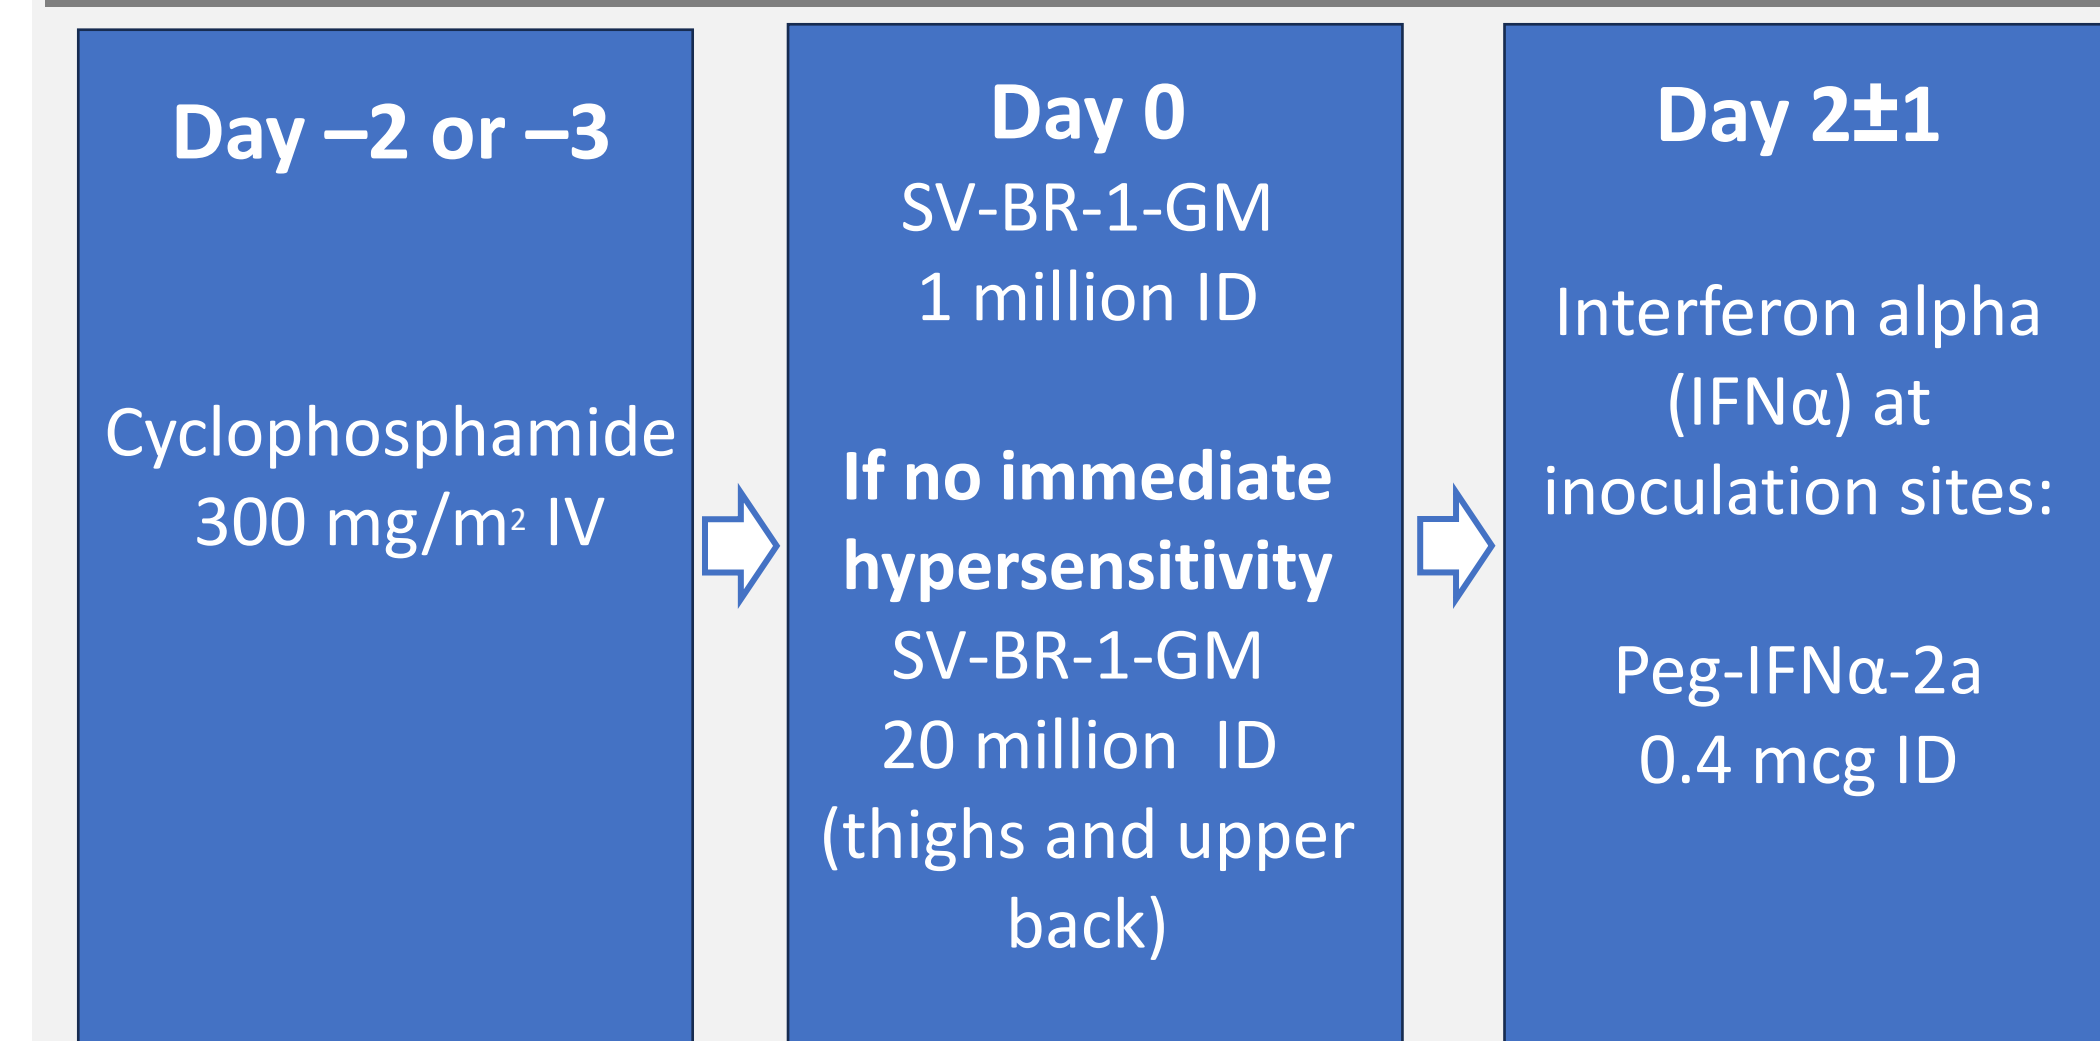 Day –2 or –3
Cyclophosphamide
300 mg/m² IV
Day 0
SV-BR-1-GM
1 million ID
If no immediate
hypersensitivity
SV-BR-1-GM
20 million  ID
(thighs and upper
back)
Day 2±1
Interferon alpha
(IFNα) at
inoculation sites:
Peg-IFNα-2a
0.4 mcg ID